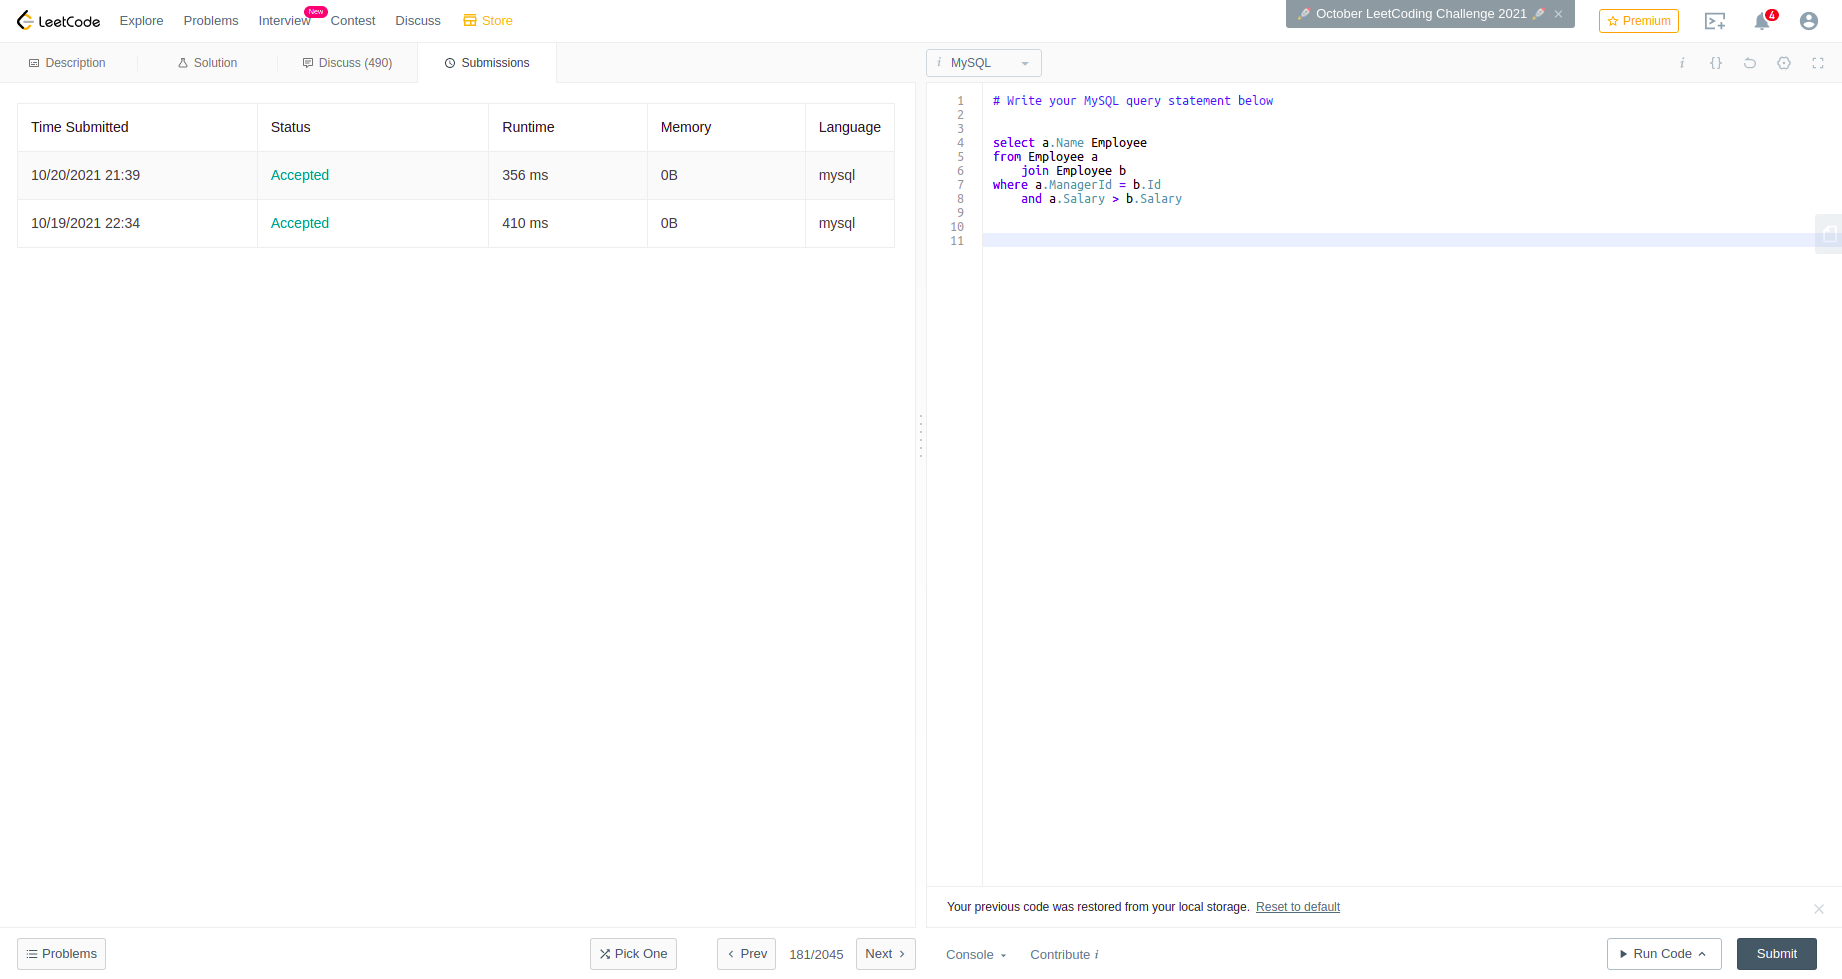 LeetCode Explore Problems Interview New Contest Discuss Store October LeetCoding Challenge 2021 Premium 4
Description Solution Discuss (490) Submissions
Time Submitted Status Runtime Memory Language
10/20/2021 21:39 Accepted 356 ms 0B mysql
10/19/2021 22:34 Accepted 410 ms 0B mysql
i MySQL i {}
1 # Write your MySQL query statement below
2
3
4 select a.Name Employee
5 from Employee a
6 join Employee b
7 where a.ManagerId = b.Id
8 and a.Salary > b.Salary
9
10
11
Your previous code was restored from your local storage. Reset to default
Problems Pick One Prev 181/2045 Next Console Contribute i Run Code Submit